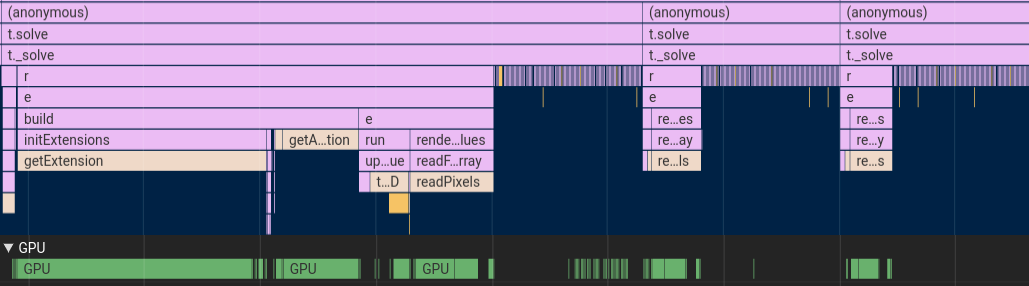 (anonymous) (anonymous) (anonymous)
t.solve t.solve t.solve
t._solve t._solve t._solve
r r r
e e e
build e re...es re...s
initExtensions getA...tion run rende...lues re...ay re...y
getExtension up...ue readF...rray re...ls re...s
t...D readPixels
GPU
GPU GPU GPU